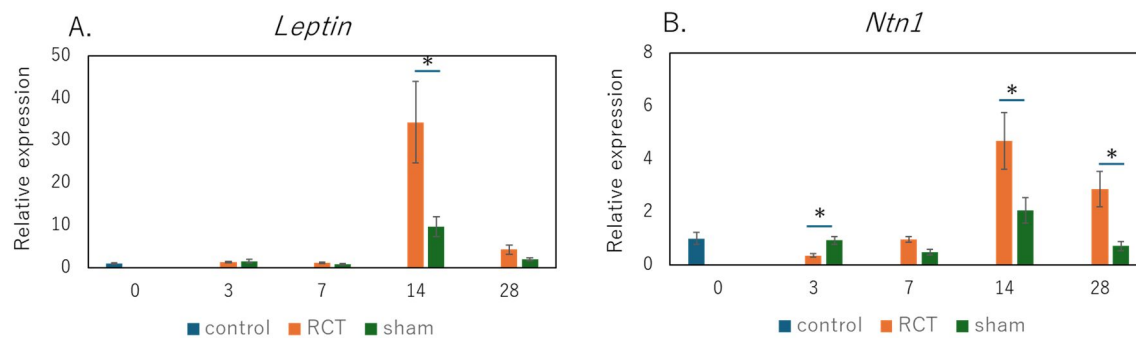 A.
Leptin
Relative expression
50
40
30
20
10
0
*
0 3 7 14 28
control RCT sham
B.
Ntn1
Relative expression
8
6
4
2
0
*
*
*
0 3 7 14 28
control RCT sham